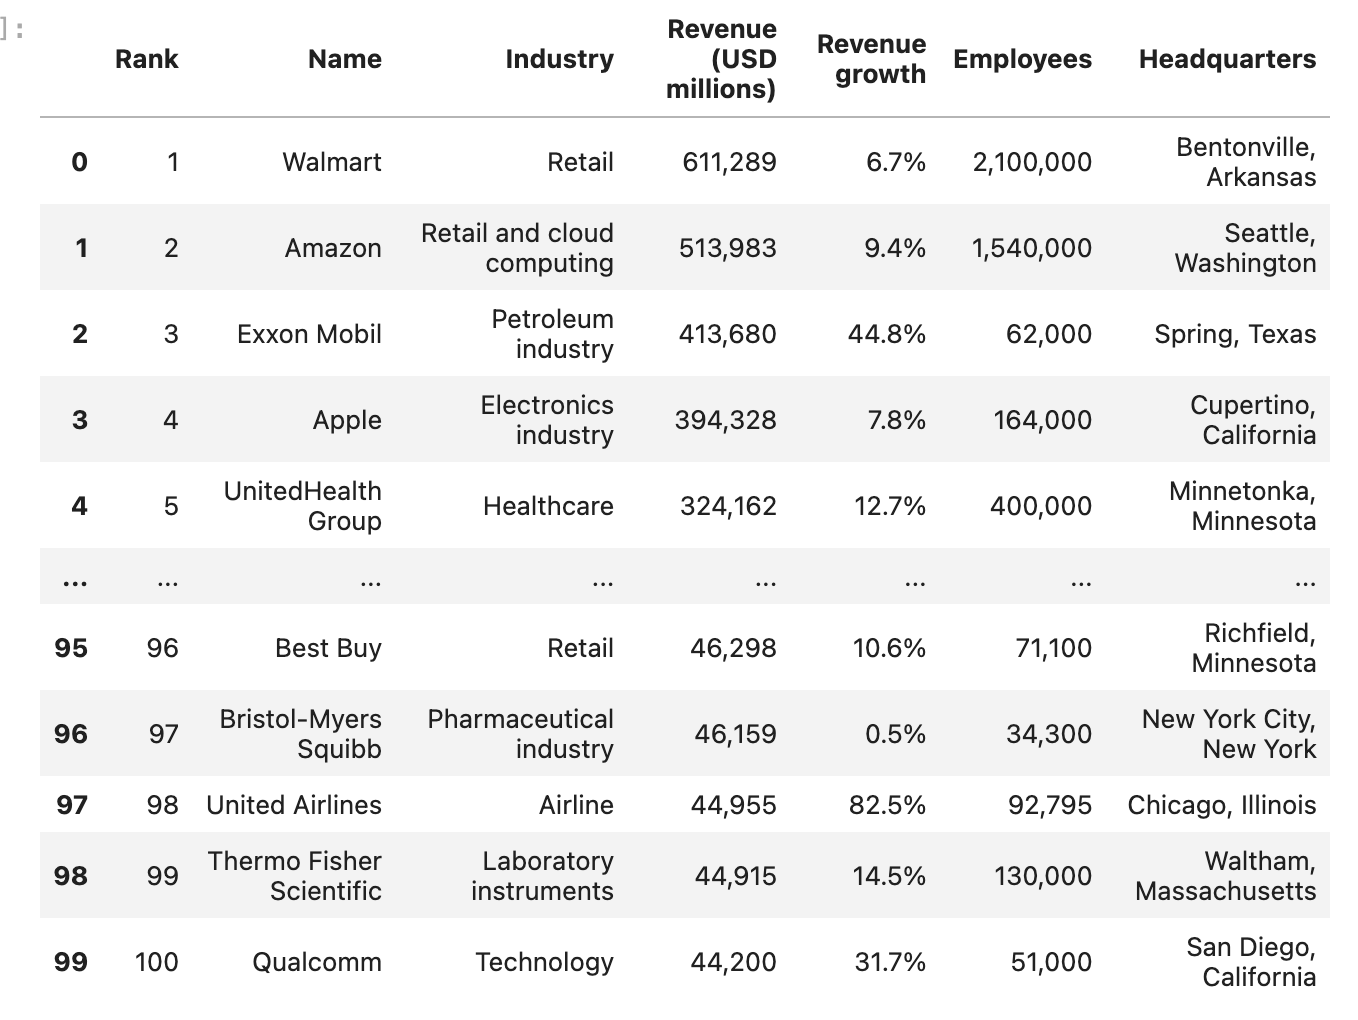 ]:
Rank Name Industry Revenue (USD millions) Revenue growth Employees Headquarters
0 1 Walmart Retail 611,289 6.7% 2,100,000 Bentonville, Arkansas
1 2 Amazon Retail and cloud computing 513,983 9.4% 1,540,000 Seattle, Washington
2 3 Exxon Mobil Petroleum industry 413,680 44.8% 62,000 Spring, Texas
3 4 Apple Electronics industry 394,328 7.8% 164,000 Cupertino, California
4 5 UnitedHealth Group Healthcare 324,162 12.7% 400,000 Minnetonka, Minnesota
... ... ... ... ... ... ... ...
95 96 Best Buy Retail 46,298 10.6% 71,100 Richfield, Minnesota
96 97 Bristol-Myers Squibb Pharmaceutical industry 46,159 0.5% 34,300 New York City, New York
97 98 United Airlines Airline 44,955 82.5% 92,795 Chicago, Illinois
98 99 Thermo Fisher Scientific Laboratory instruments 44,915 14.5% 130,000 Waltham, Massachusetts
99 100 Qualcomm Technology 44,200 31.7% 51,000 San Diego, California